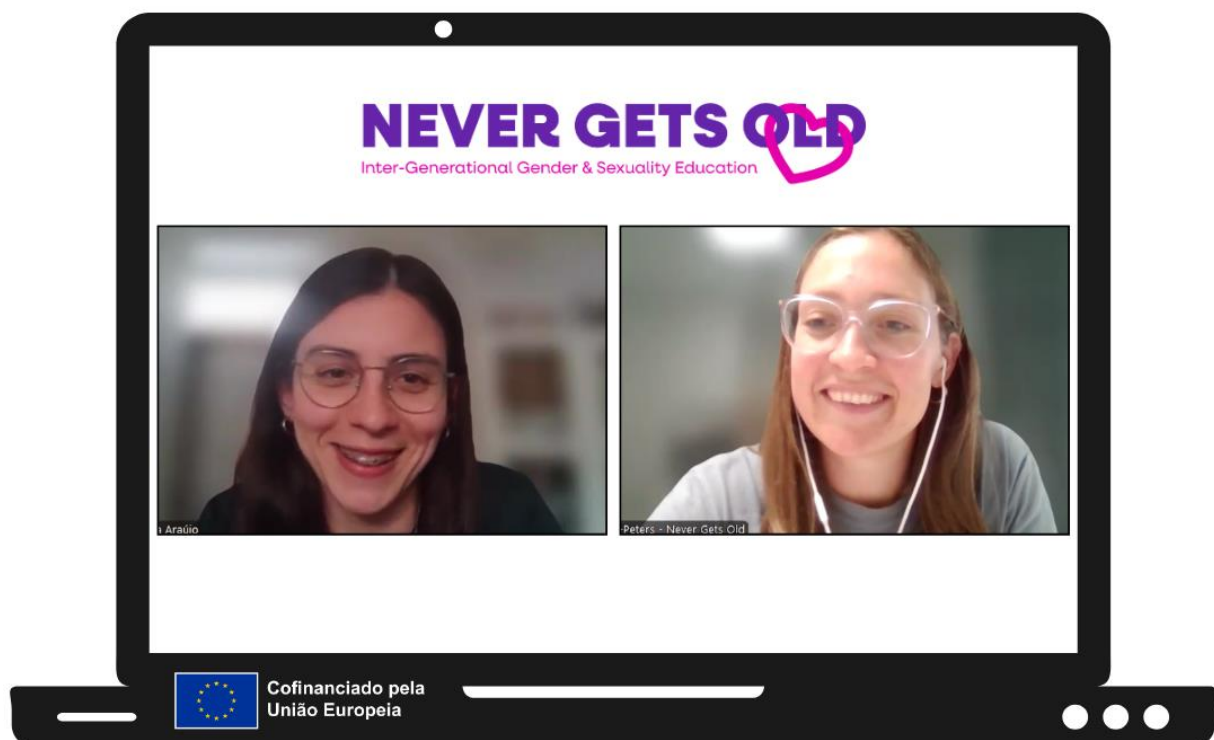 NEVER GETS OLD
Inter-Generational Gender & Sexuality Education
a Araújo
-Peters - Never Gets Old
Cofinanciado pela
União Europeia